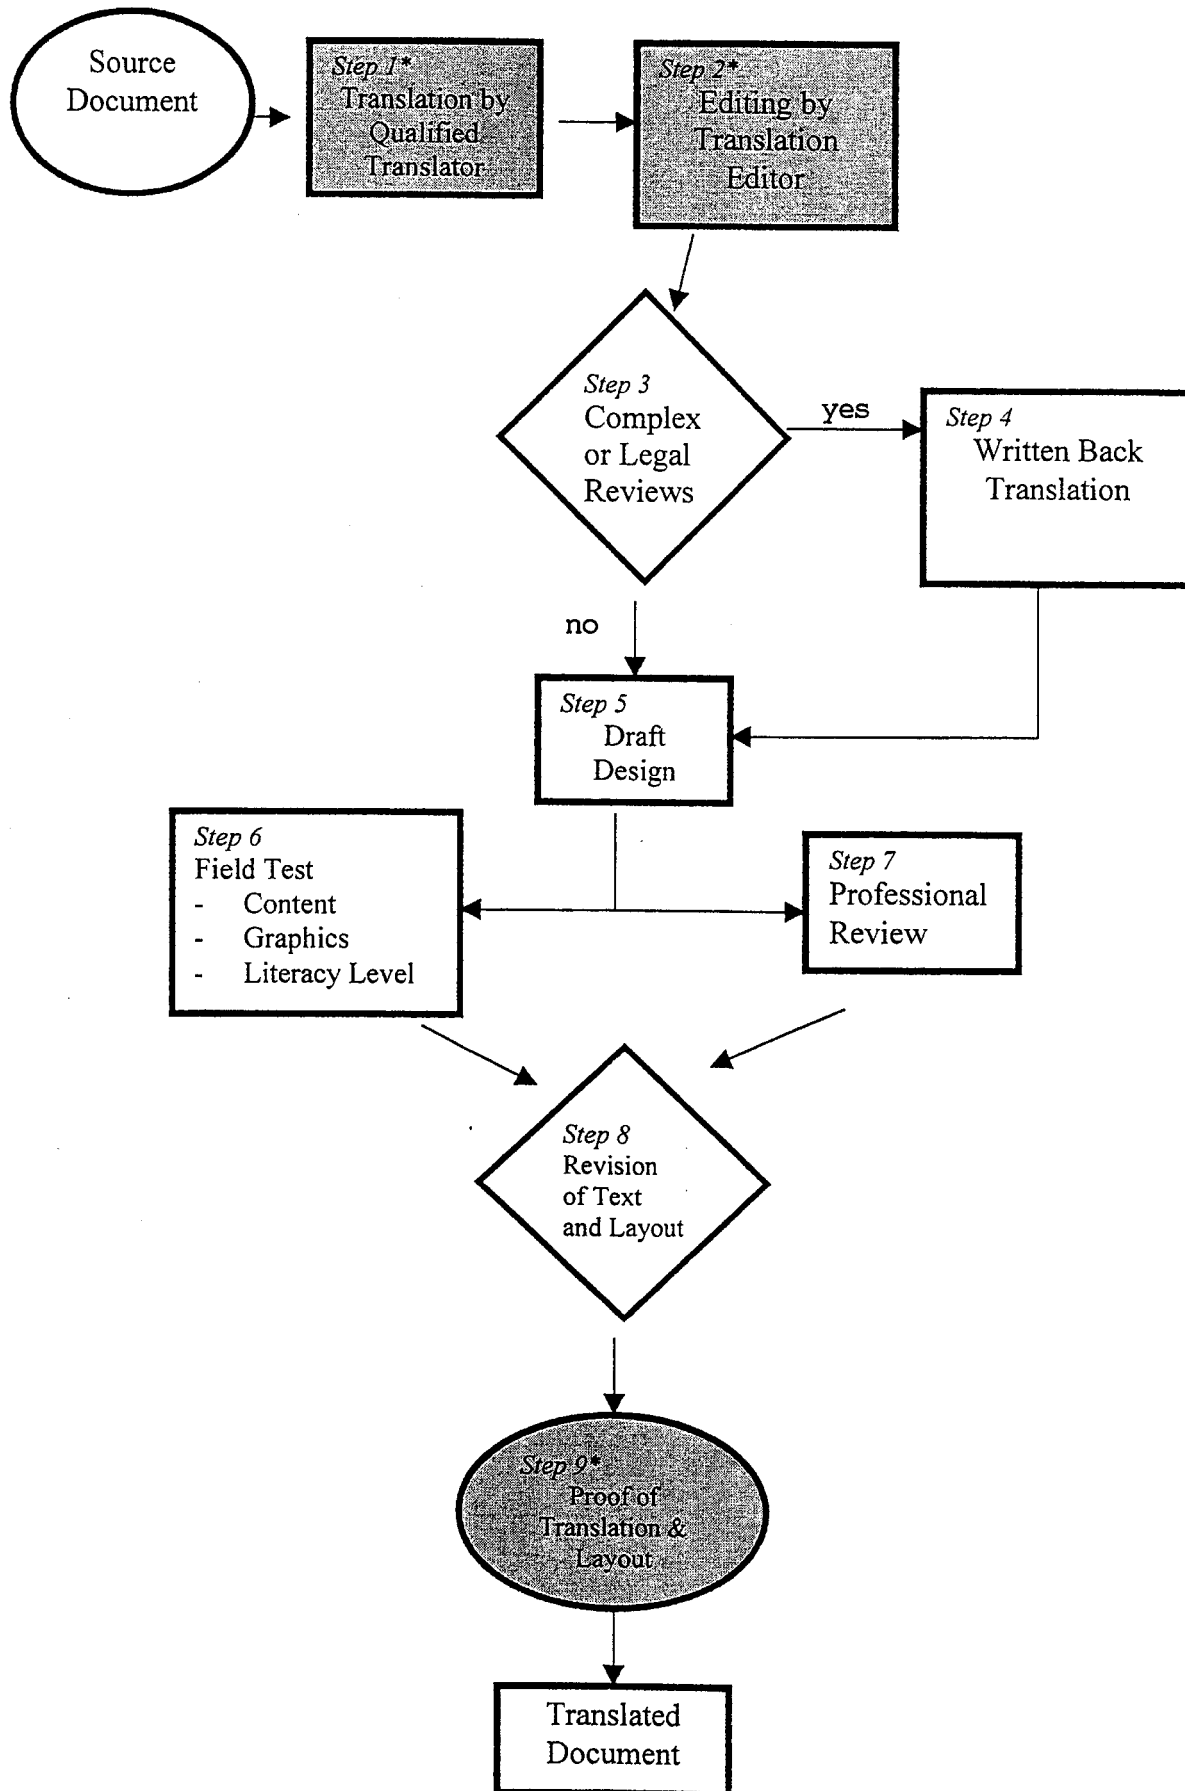 Source
Document
Step 1*
Translation by
Qualified
Translator
Step 2*
Editing by
Translation
Editor
Step 3
Complex
or Legal
Reviews
yes
Step 4
Written Back
Translation
no
Step 5
Draft
Design
Step 6
Field Test
- Content
- Graphics
- Literacy Level
Step 7
Professional
Review
Step 8
Revision
of Text
and Layout
Step 9*
Proof of
Translation &
Layout
Translated
Document